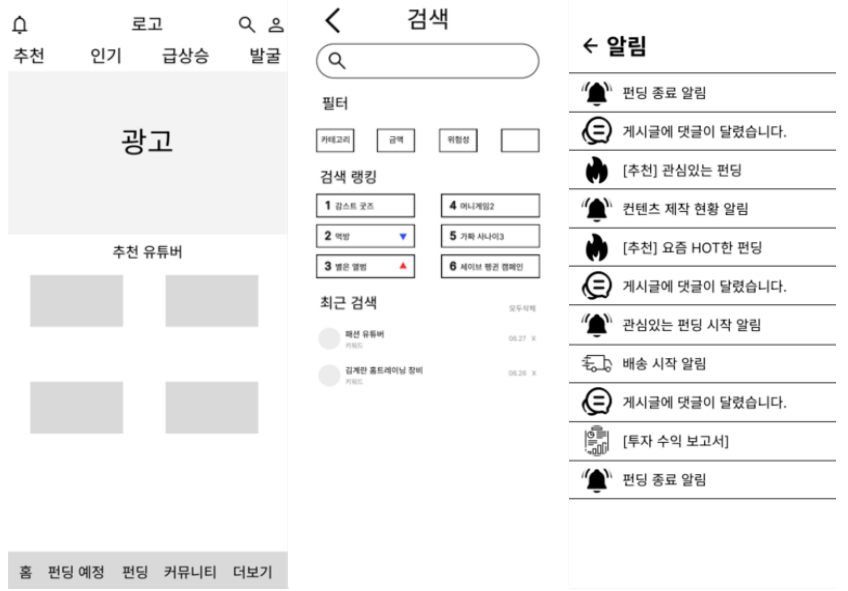 로고
추천 인기 급상승 발굴
광고
추천 유튜버
홈 펀딩 예정 펀딩 커뮤니티 더보기
검색
필터
카테고리 금액 위험성
검색 랭킹
1 감스트 굿즈
2 먹방
3 별은 앨범
4 머니게임2
5 가짜 사나이3
6 세이브 펭귄 캠페인
최근 검색 모두삭제
패션 유튜버
키워드
08.27 X
김계란 홈트레이닝 장비
키워드
08.26 X
알림
펀딩 종료 알림
게시글에 댓글이 달렸습니다.
[추천] 관심있는 펀딩
컨텐츠 제작 현황 알림
[추천] 요즘 HOT한 펀딩
게시글에 댓글이 달렸습니다.
관심있는 펀딩 시작 알림
배송 시작 알림
게시글에 댓글이 달렸습니다.
[투자 수익 보고서]
펀딩 종료 알림